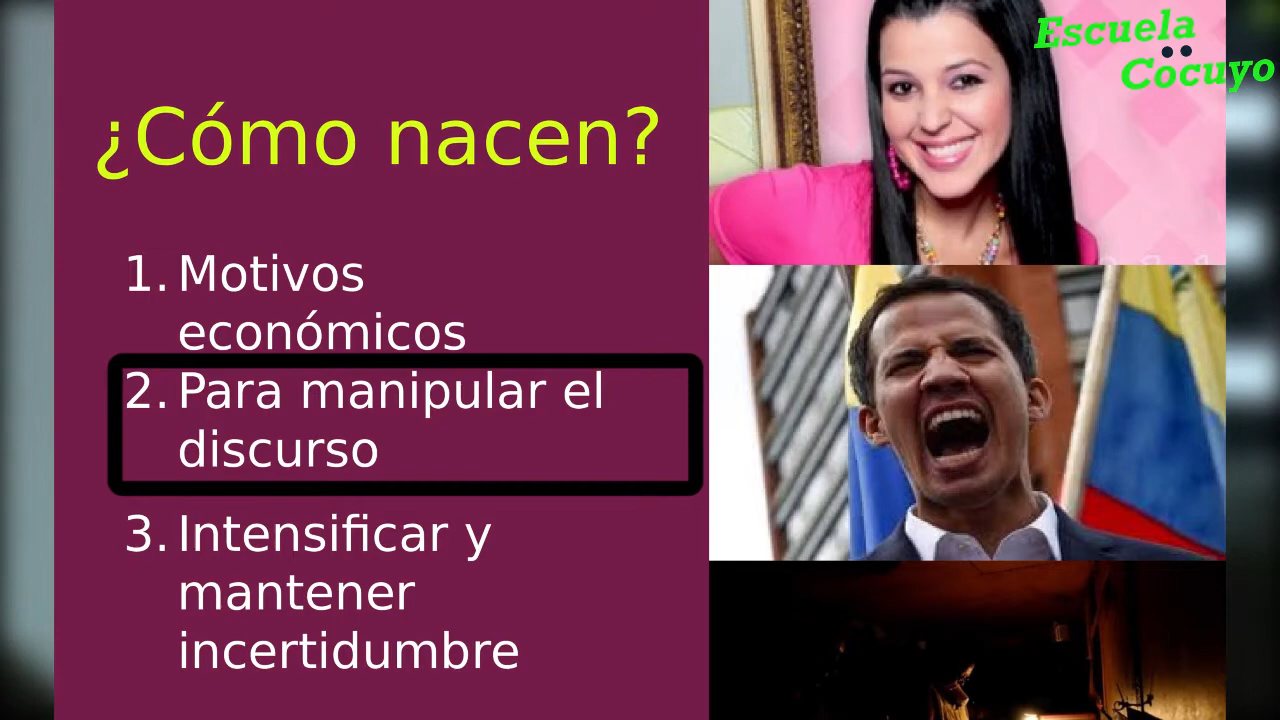 Escuela
Cocuyo
¿Cómo nacen?
1. Motivos
económicos
2. Para manipular el
discurso
3. Intensificar y
mantener
incertidumbre